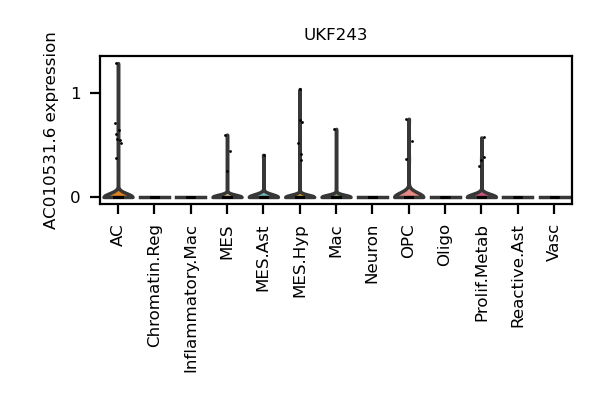 UKF243
AC010531.6 expression
1
0
AC
Chromatin.Reg
Inflammatory.Mac
MES
MES.Ast
MES.Hyp
Mac
Neuron
OPC
Oligo
Prolif.Metab
Reactive.Ast
Vasc